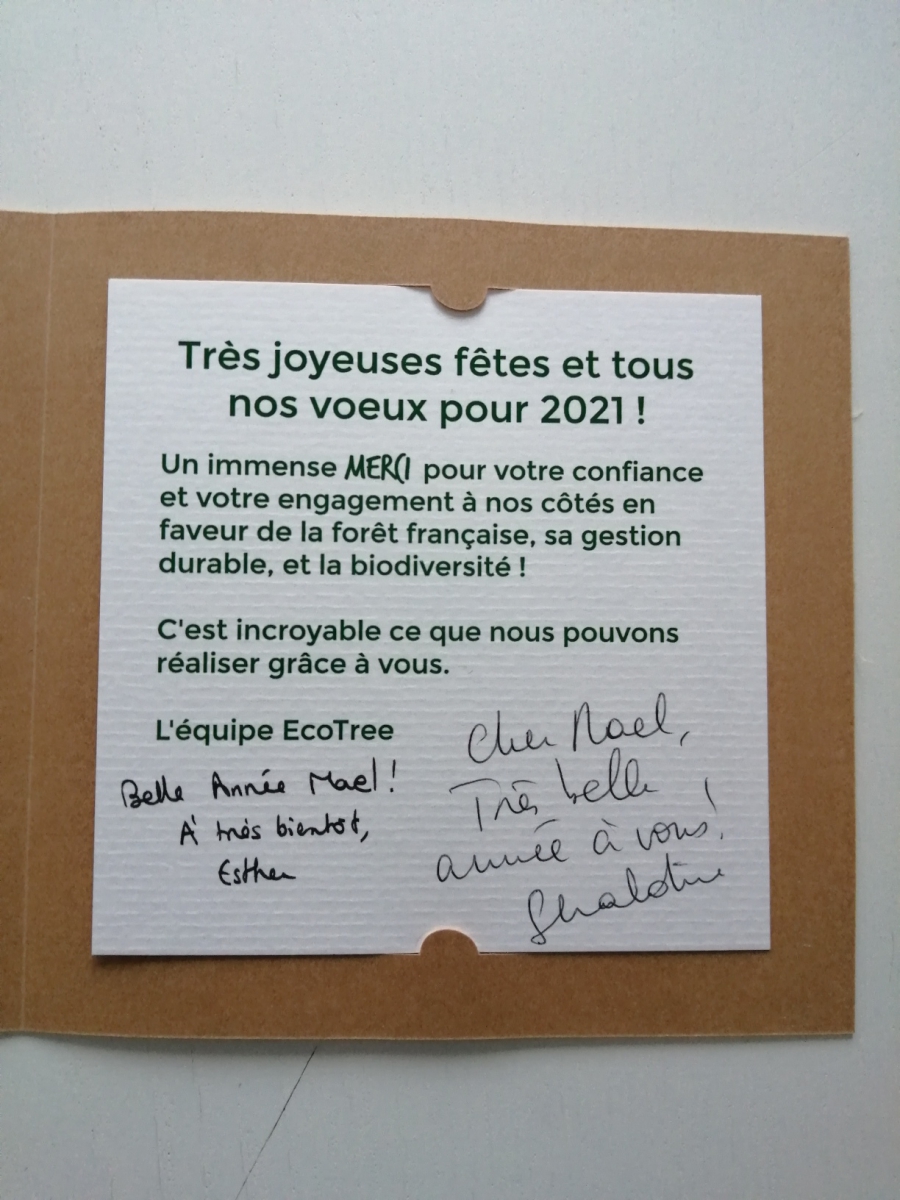 Très joyeuses fêtes et tous
nos voeux pour 2021 !
Un immense MERCI pour votre confiance
et votre engagement à nos côtés en
faveur de la forêt française, sa gestion
durable, et la biodiversité !
C'est incroyable ce que nous pouvons
réaliser grâce à vous.
L'équipe EcoTree
Belle Année Mael !
À très bientôt,
Esther
Cher Mael,
Très belle
année à vous !